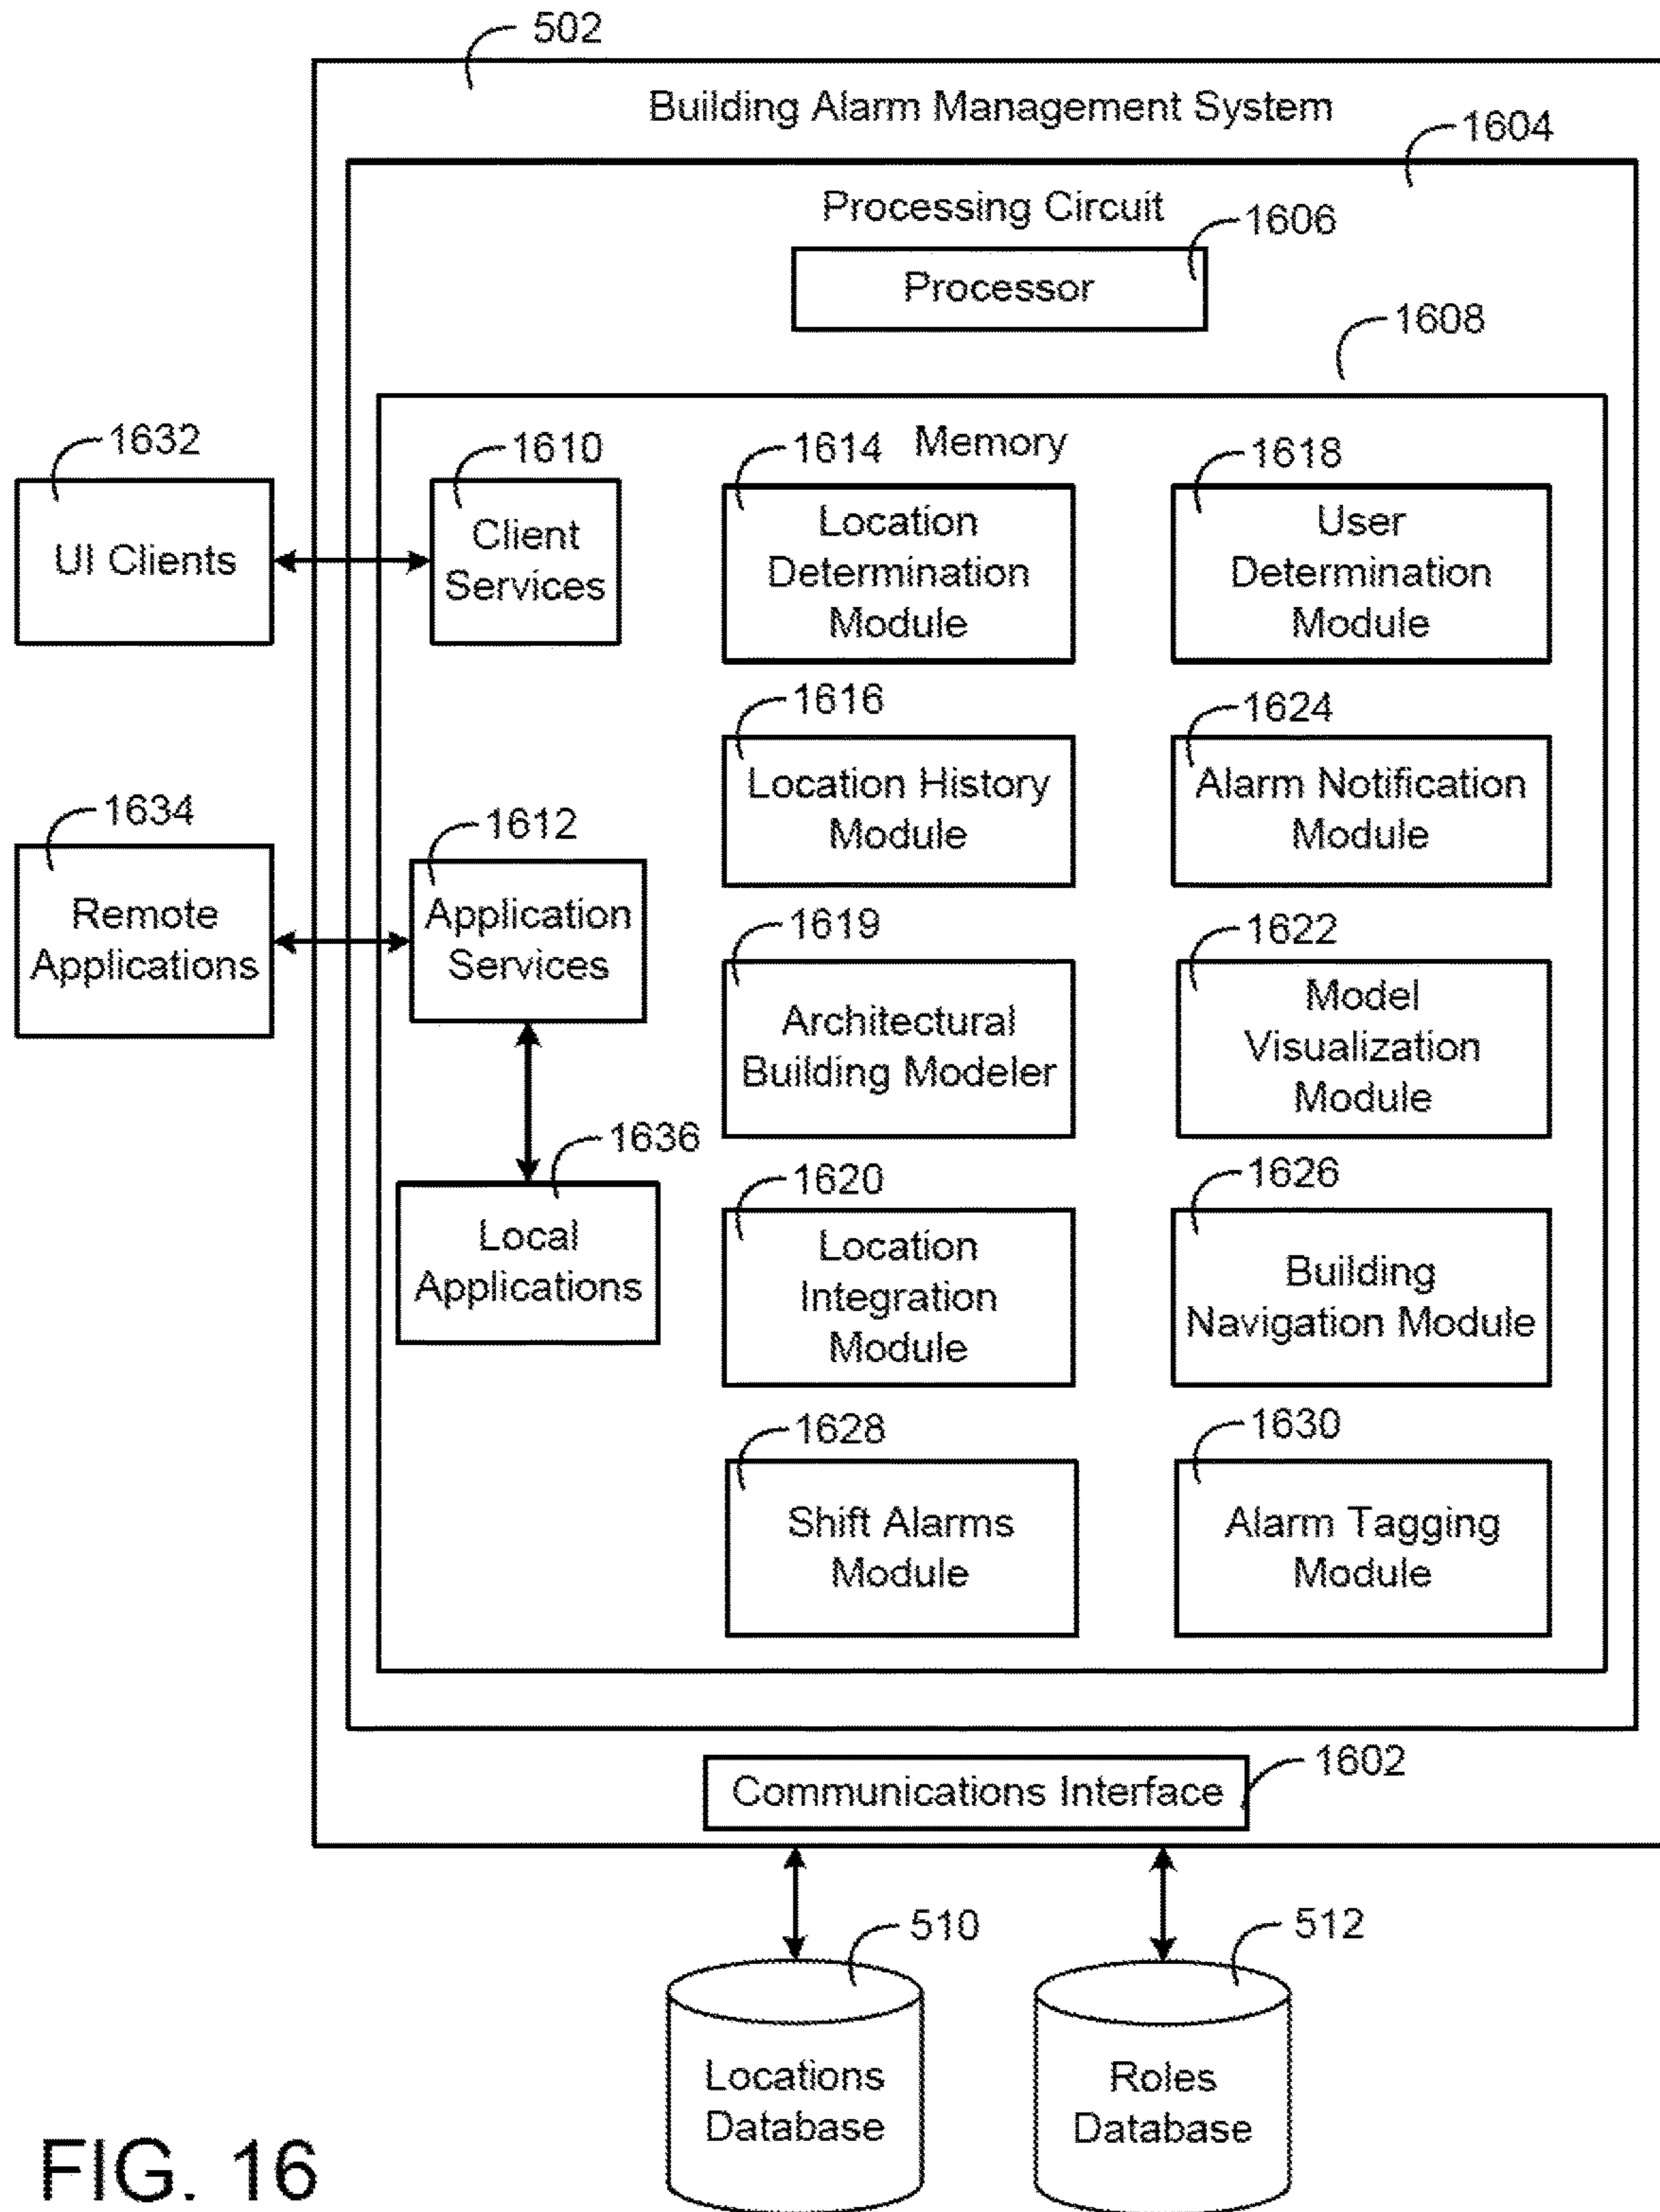 502
Building Alarm Management System
1604
Processing Circuit
1606
Processor
1608
Memory
1632
UI Clients
1610
Client
Services
1614
Location
Determination
Module
1618
User
Determination
Module
1616
Location History
Module
1624
Alarm Notification
Module
1634
Remote
Applications
1612
Application
Services
1619
Architectural
Building Modeler
1622
Model
Visualization
Module
1636
Local
Applications
1620
Location
Integration
Module
1626
Building
Navigation Module
1628
Shift Alarms
Module
1630
Alarm Tagging
Module
1602
Communications Interface
510
Locations
Database
512
Roles
Database
FIG. 16